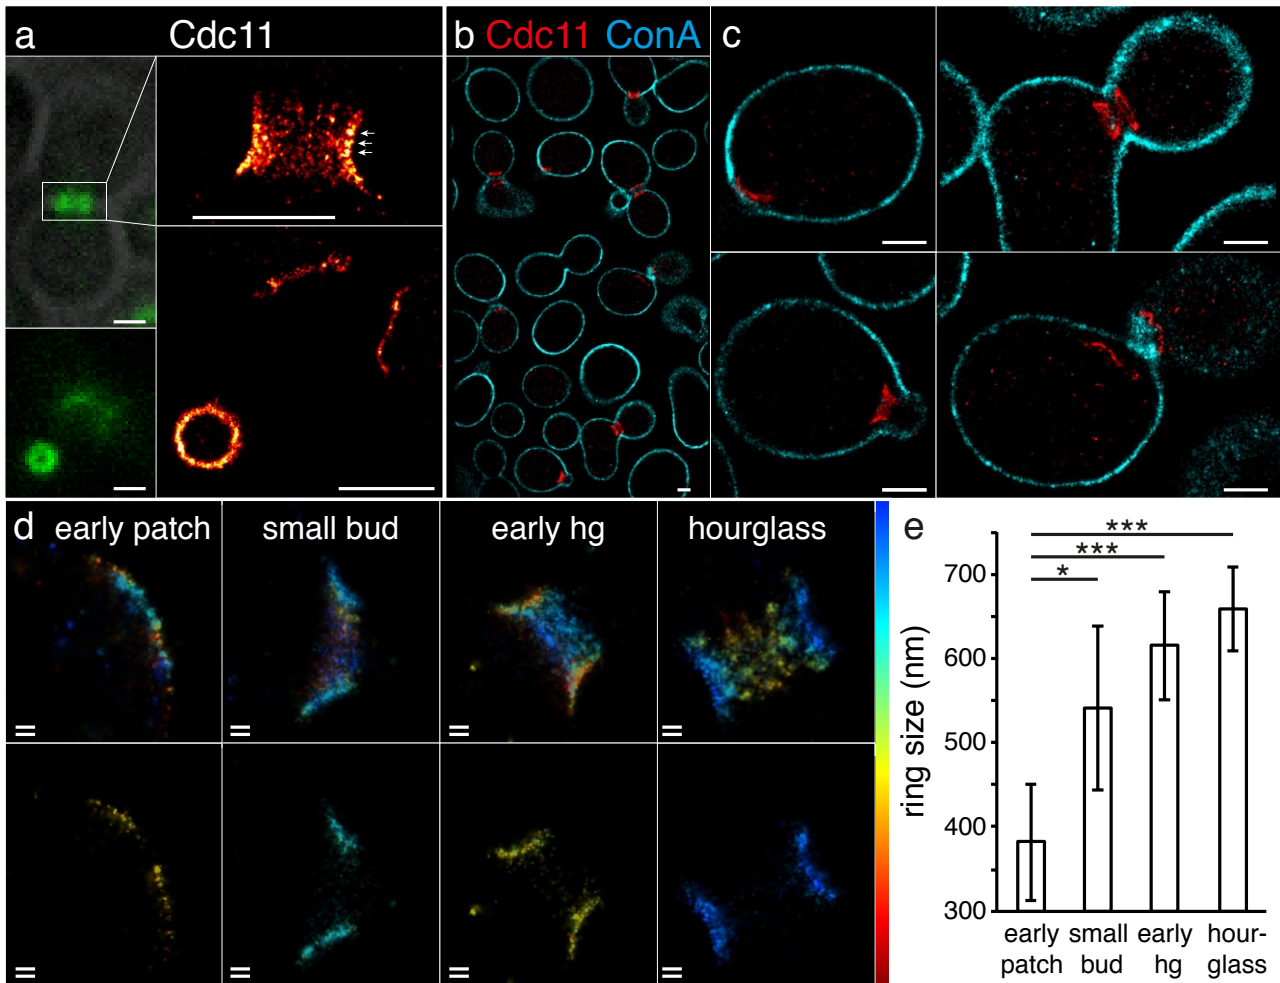 a Cdc11
b Cdc11 ConA
c
d early patch small bud early hg hourglass
e
*** 
***
*
ring size (nm)
700
600
500
400
300
early patch
small bud
early hg
hour-glass